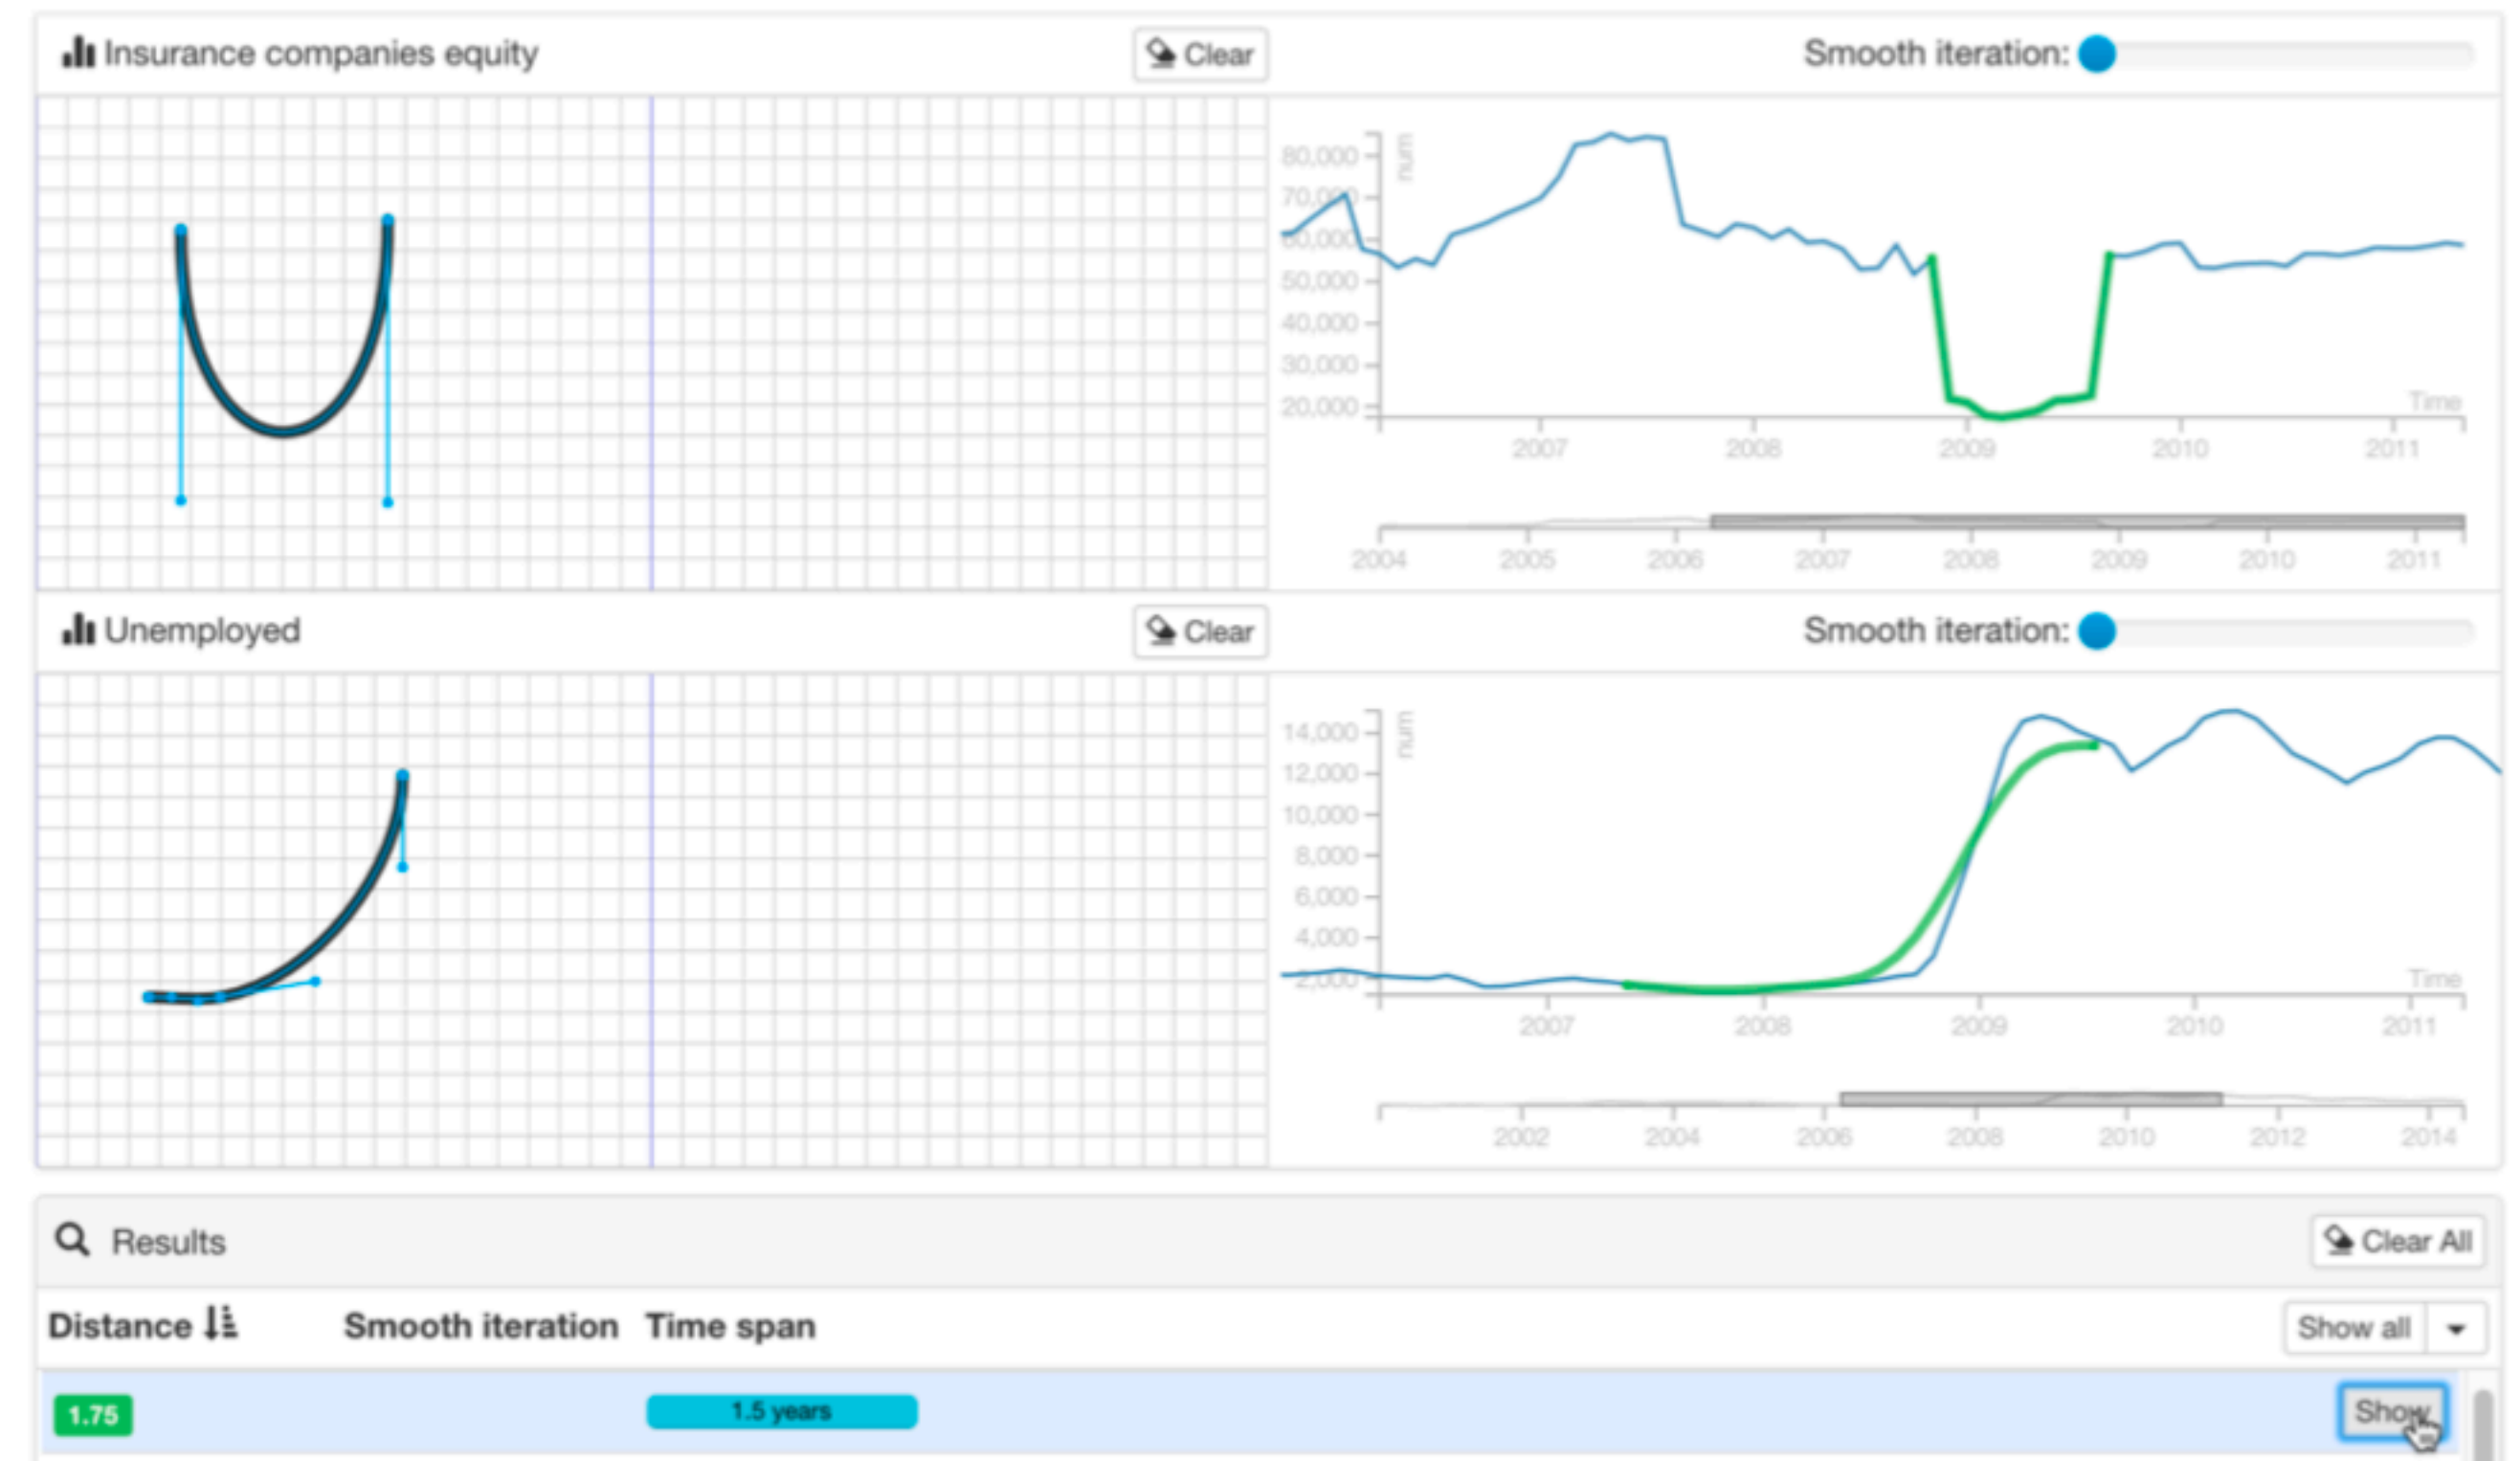 Insurance companies equity Clear Smooth iteration:
num
80,000
70,000
60,000
50,000
40,000
30,000
20,000
Time
2007 2008 2009 2010 2011
2004 2005 2006 2007 2008 2009 2010 2011
Unemployed Clear Smooth iteration:
num
14,000
12,000
10,000
8,000
6,000
4,000
2,000
Time
2007 2008 2009 2010 2011
2002 2004 2006 2008 2010 2012 2014
Results Clear All
Distance Smooth iteration Time span Show all
1.75 1.5 years Show